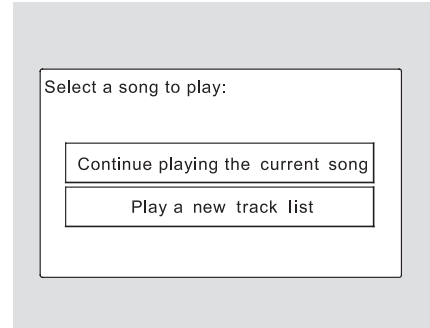 Select a song to play:
Continue playing the current song
Play a new track list